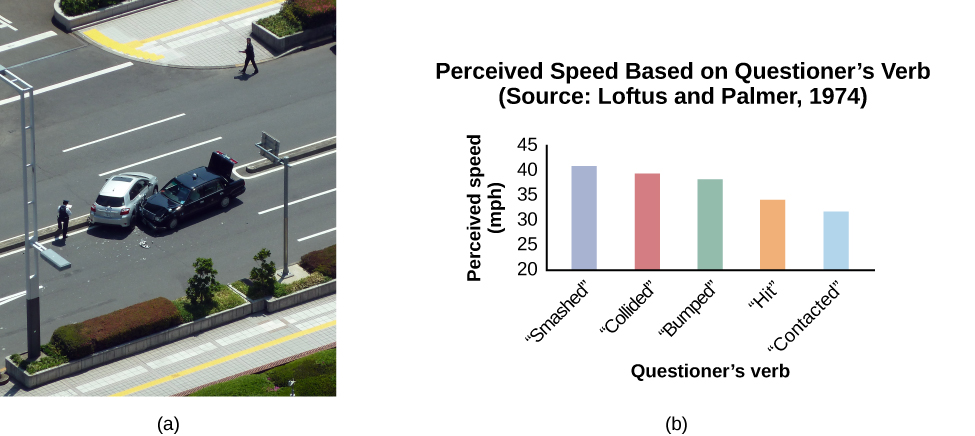 Perceived Speed Based on Questioner’s Verb
(Source: Loftus and Palmer, 1974)
Perceived speed
(mph)
45
40
35
30
25
20
“Smashed”
“Collided”
“Bumped”
“Hit”
“Contacted”
Questioner’s verb
(a)
(b)